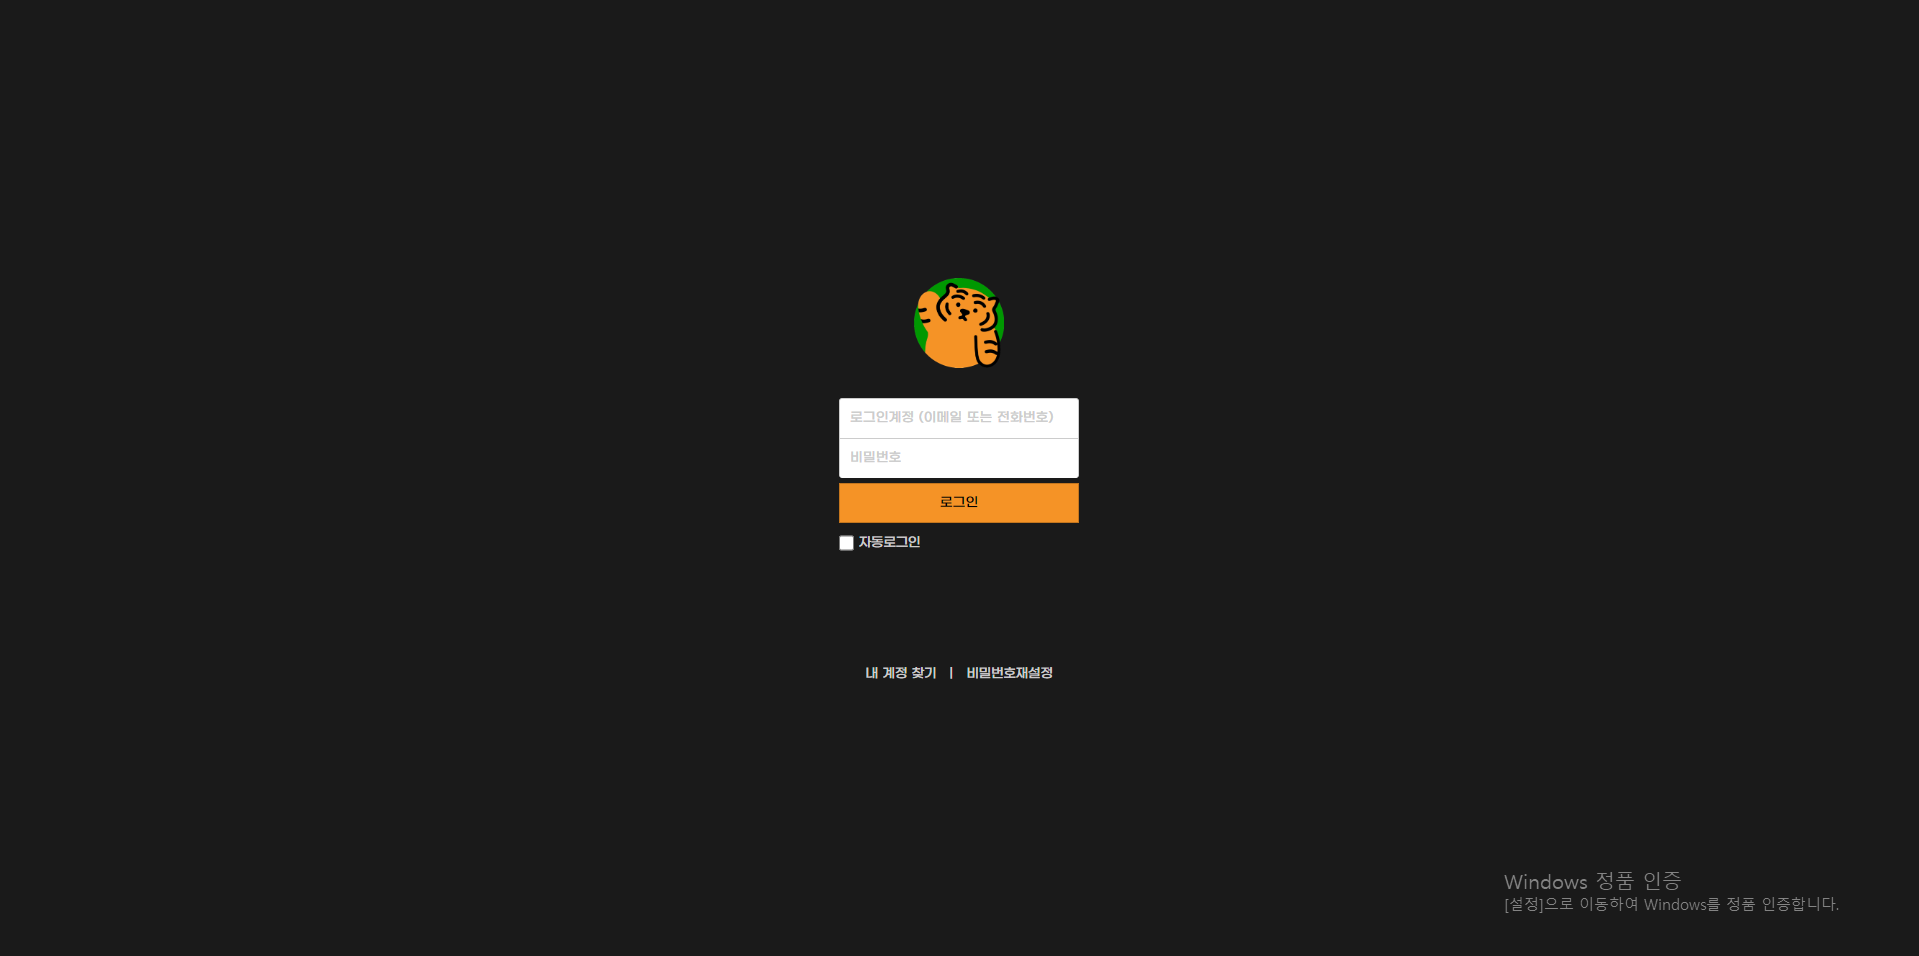 로그인계정 (이메일 또는 전화번호)
비밀번호
로그인
자동로그인
내 계정 찾기 | 비밀번호재설정
Windows 정품 인증
[설정]으로 이동하여 Windows를 정품 인증합니다.